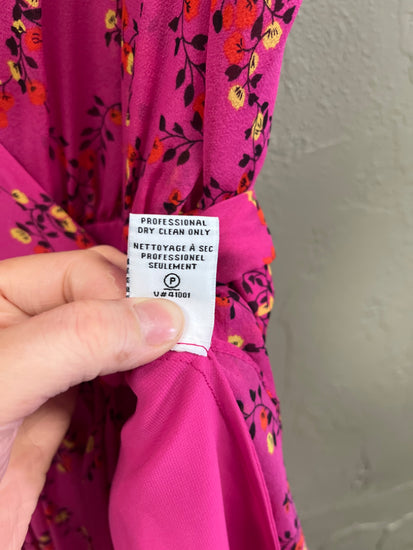 PROFESSIONAL
DRY CLEAN ONLY
NETTOYAGE À SEC
PROFESSIONEL
SEULEMENT
P
V#41001